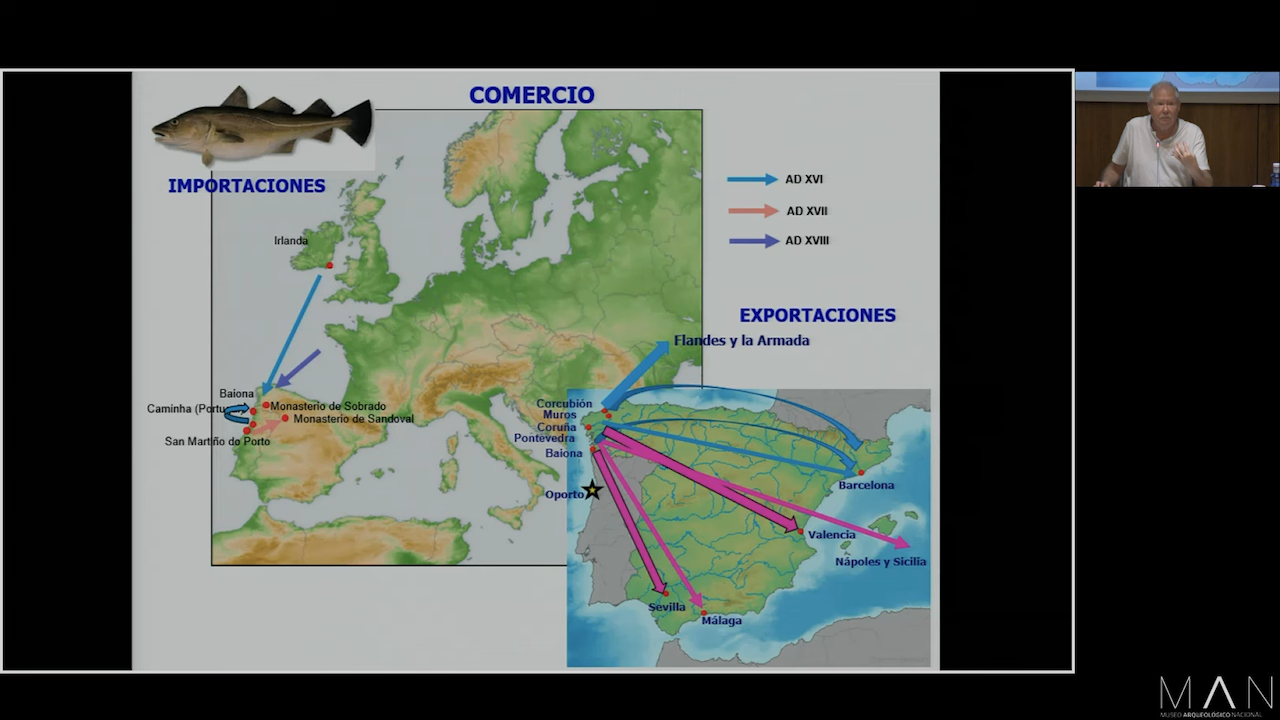 COMERCIO
IMPORTACIONES
AD XVI
AD XVII
AD XVIII
Irlanda
EXPORTACIONES
Flandes y la Armada
Baiona
Caminha (Portu
Monasterio de Sobrado
Monasterio de Sandoval
San Martiño do Porto
Corcubión
Muros
Coruña
Pontevedra
Baiona
Oporto
Barcelona
Valencia
Nápoles y Sicilia
Sevilla
Málaga
MAN
MUSEO ARQUEOLÓGICO NACIONAL